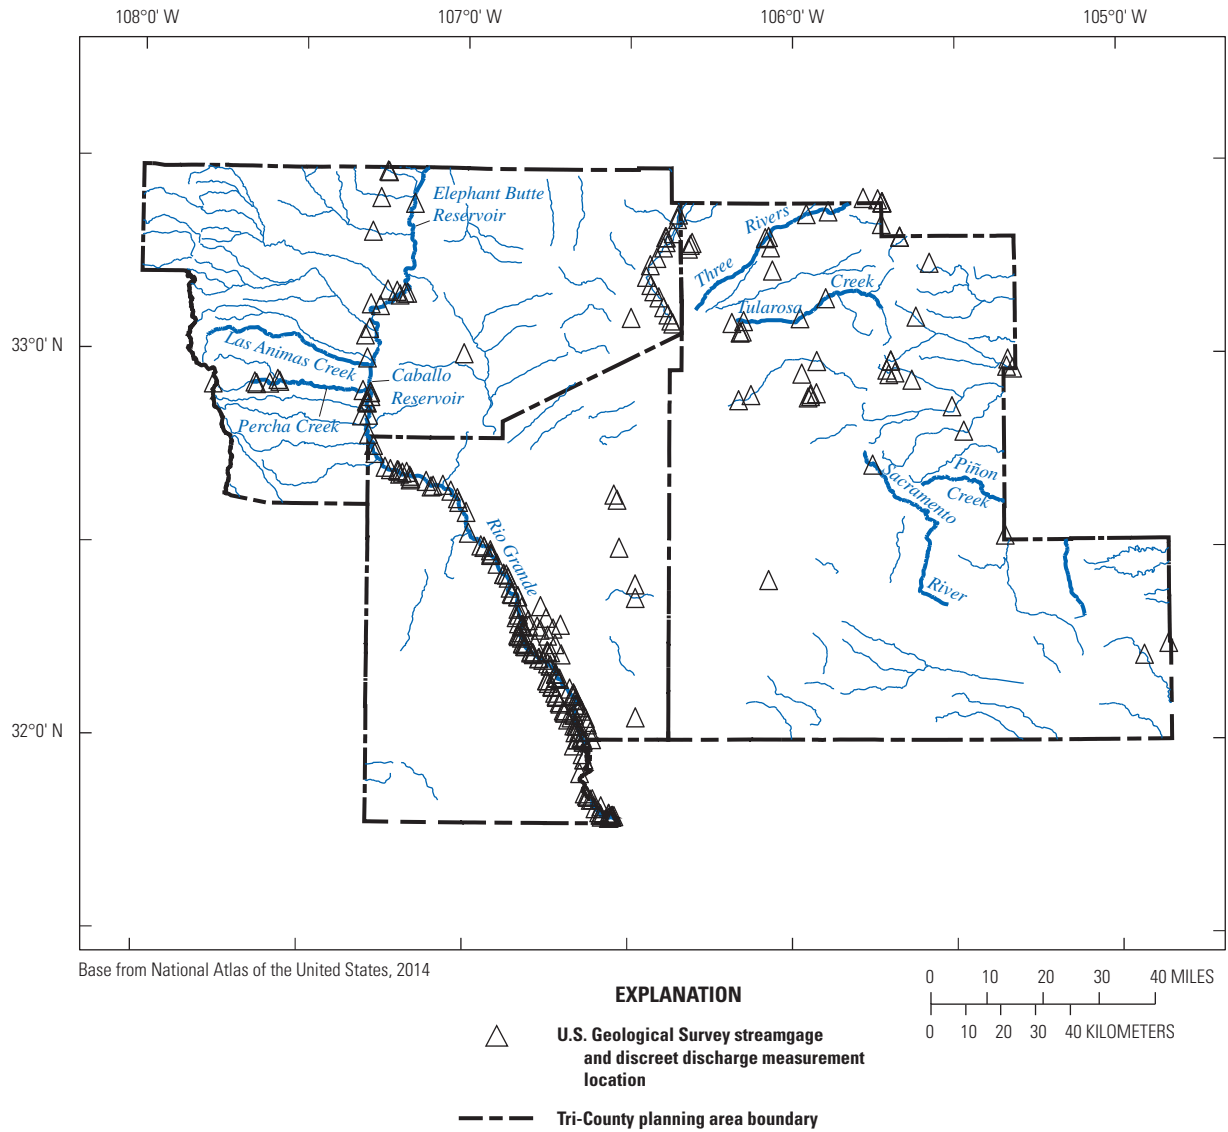 108°0' W
107°0' W
106°0' W
105°0' W
33°0' N
32°0' N
Elephant Butte
Reservoir
Three
Rivers
Tularosa
Creek
Las Animas Creek
Caballo
Reservoir
Percha Creek
Piñon
Creek
Sacramento
River
Rio Grande
Base from National Atlas of the United States, 2014
0 10 20 30 40 MILES
0 10 20 30 40 KILOMETERS
EXPLANATION
U.S. Geological Survey streamgage
and discreet discharge measurement
location
Tri-County planning area boundary